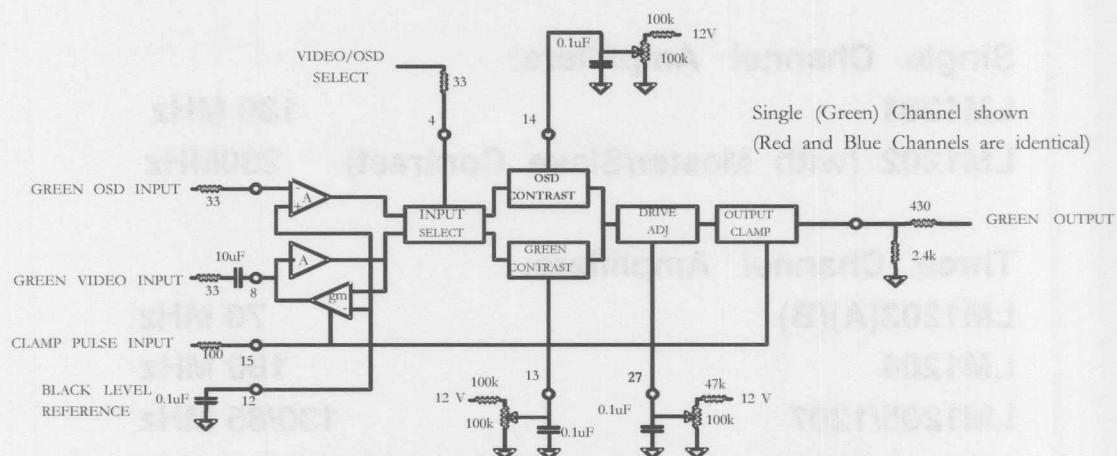 100k
12V
0.1uF
100k
VIDEO/OSD
SELECT
33
4
14
Single (Green) Channel shown
(Red and Blue Channels are identical)
GREEN OSD INPUT
33
-
A
+
INPUT
SELECT
OSD
CONTRAST
DRIVE
ADJ
OUTPUT
CLAMP
430
GREEN OUTPUT
2.4k
10uF
A
GREEN
CONTRAST
GREEN VIDEO INPUT
33
8
gm
-
CLAMP PULSE INPUT
100
15
BLACK LEVEL
REFERENCE
0.1uF
12
100k
12 V
100k
13
0.1uF
27
0.1uF
47k
12 V
100k
Single Channel Amplifiers:
LM1201
130 MHz
LM1202 (with Master/Slave Contrast)
230MHz
Three Channel Amplifiers:
LM1203(A)(B)
70 MHz
LM1204
LM1205/1207
130/85 MHz